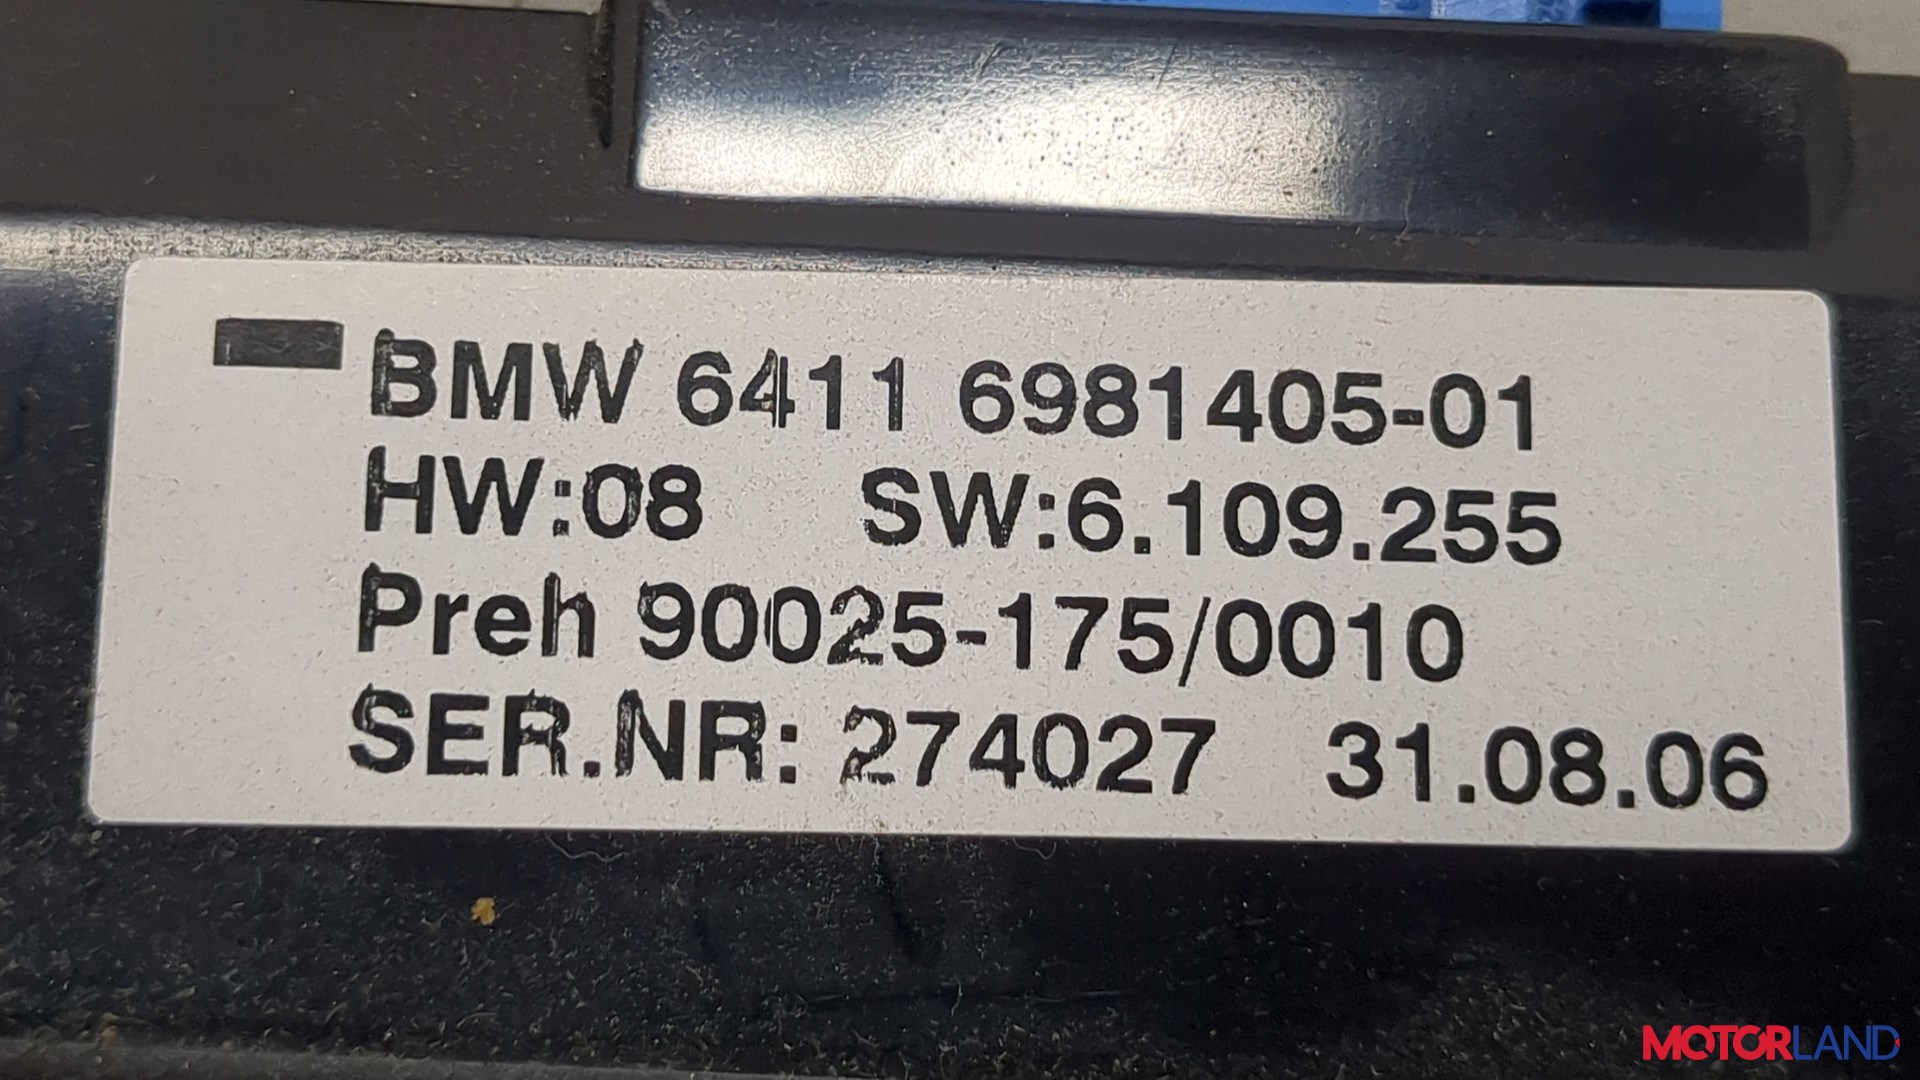 BMW 6411 6981405-01
HW:08 SW:6.109.255
Preh 90025-175/0010
SER.NR: 274027 31.08.06
MOTORLAND